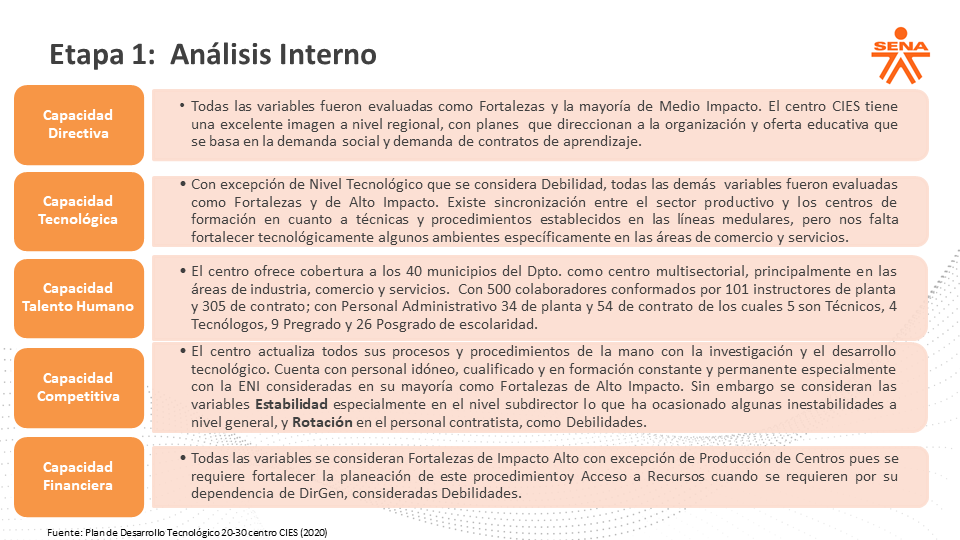 Etapa 1:  Análisis Interno
SENA
Capacidad
Directiva
• Todas las variables fueron evaluadas como Fortalezas y la mayoría de Medio Impacto. El centro CIES tiene
una excelente imagen a nivel regional, con planes  que direccionan a la organización y oferta educativa que
se basa en la demanda social y demanda de contratos de aprendizaje.
Capacidad
Tecnológica
• Con excepción de Nivel Tecnológico que se considera Debilidad, todas las demás  variables fueron evaluadas
como Fortalezas y de Alto Impacto. Existe sincronización entre el sector productivo y los centros de
formación en cuanto a técnicas y procedimientos establecidos en las líneas medulares, pero nos falta
fortalecer tecnológicamente algunos ambientes específicamente en las áreas de comercio y servicios.
Capacidad
Talento Humano
• El centro ofrece cobertura a los 40 municipios del Dpto. como centro multisectorial, principalmente en las
áreas de industria, comercio y servicios.  Con 500 colaboradores conformados por 101 instructores de planta
y 305 de contrato; con Personal Administrativo 34 de planta y 54 de contrato de los cuales 5 son Técnicos, 4
Tecnólogos, 9 Pregrado y 26 Posgrado de escolaridad.
Capacidad
Competitiva
• El centro actualiza todos sus procesos y procedimientos de la mano con la investigación y el desarrollo
tecnológico. Cuenta con personal idóneo, cualificado y en formación constante y permanente especialmente
con la ENI consideradas en su mayoría como Fortalezas de Alto Impacto. Sin embargo se consideran las
variables Estabilidad especialmente en el nivel subdirector lo que ha ocasionado algunas inestabilidades a
nivel general, y Rotación en el personal contratista, como Debilidades.
Capacidad
Financiera
• Todas las variables se consideran Fortalezas de Impacto Alto con excepción de Producción de Centros pues se
requiere fortalecer la planeación de este procedimientoy Acceso a Recursos cuando se requieren por su
dependencia de DirGen, consideradas Debilidades.
Fuente: Plan de Desarrollo Tecnológico 20-30 centro CIES (2020)